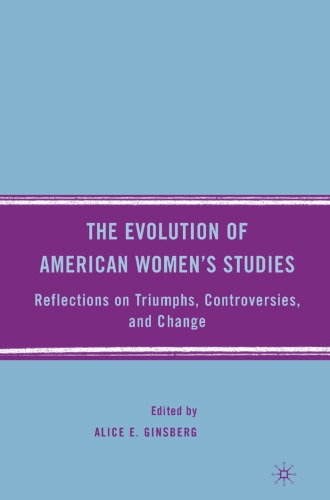 THE EVOLUTION OF
AMERICAN WOMEN'S STUDIES
Reflections on Triumphs, Controversies,
and Change
Edited by
ALICE E. GINSBERG